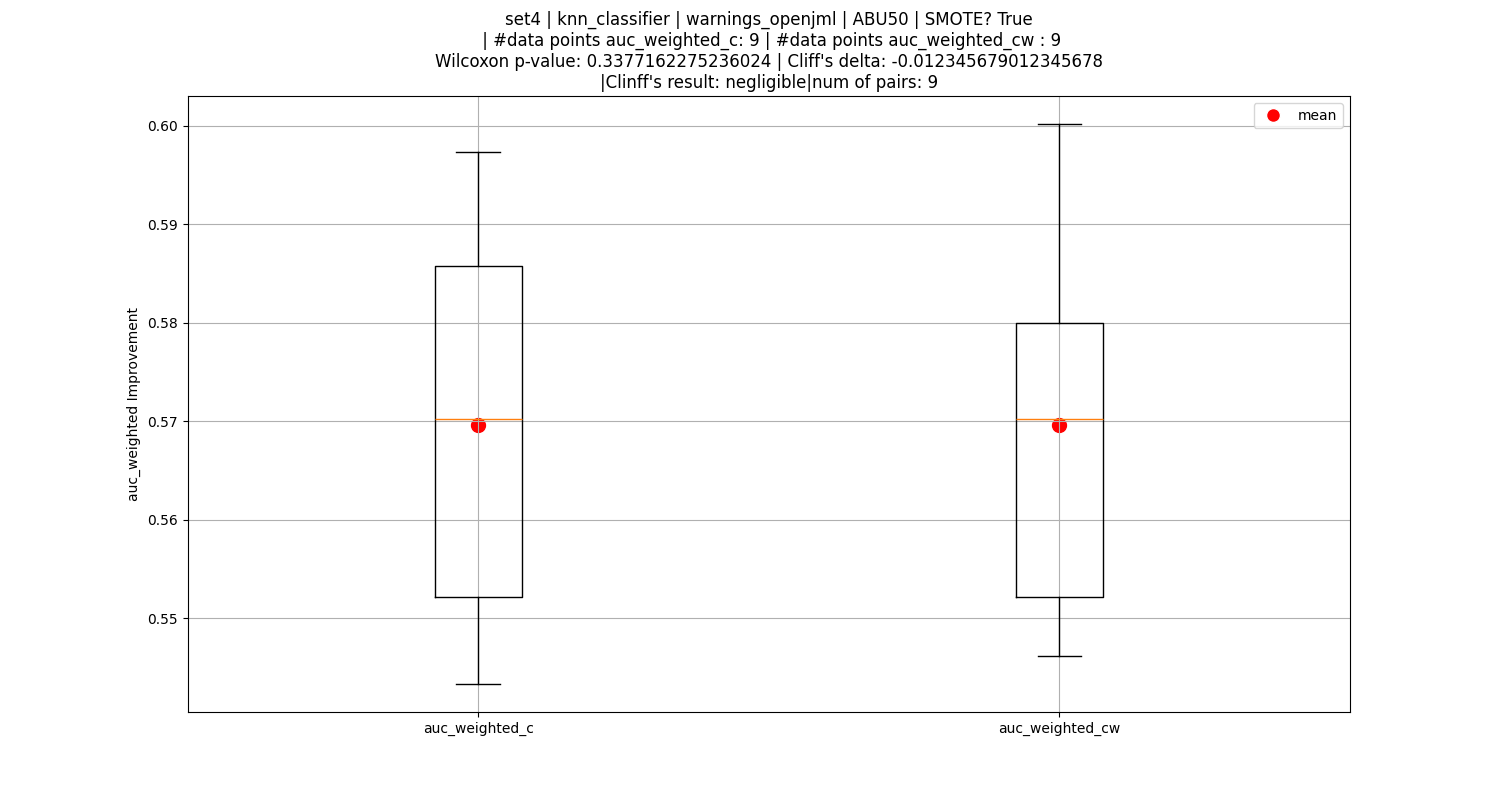 set4 | knn_classifier | warnings_openjml | ABU50 | SMOTE? True
| #data points auc_weighted_c: 9 | #data points auc_weighted_cw : 9
Wilcoxon p-value: 0.3377162275236024 | Cliff's delta: -0.012345679012345678
|Clinff's result: negligible|num of pairs: 9
mean
0.60
0.59
0.58
0.57
0.56
0.55
auc_weighted Improvement
auc_weighted_c
auc_weighted_cw